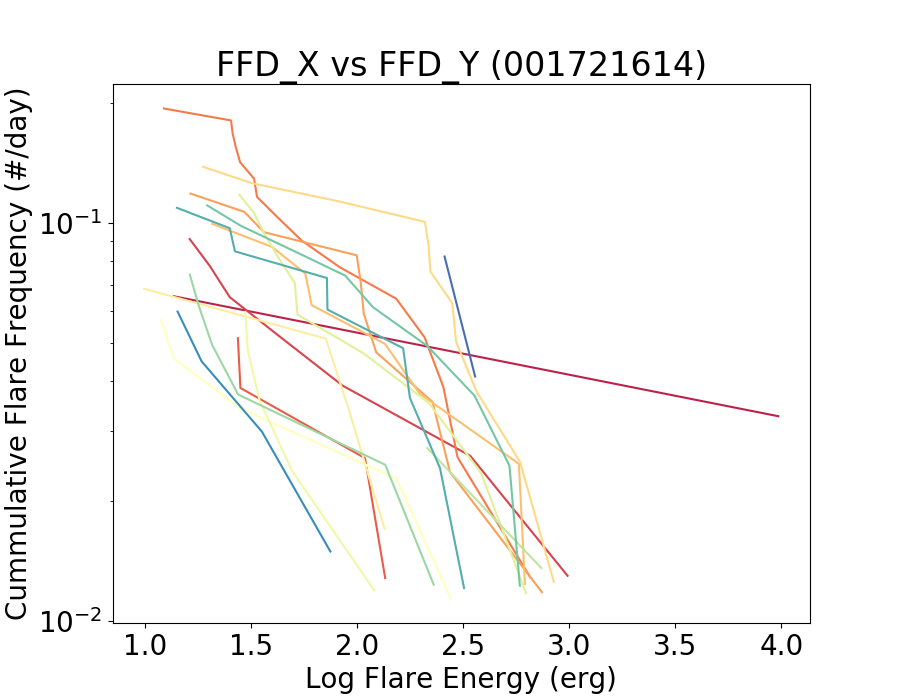 FFD_X vs FFD_Y (001721614)
Cummulative Flare Frequency (#/day)
10⁻¹
10⁻²
1.0 1.5 2.0 2.5 3.0 3.5 4.0
Log Flare Energy (erg)